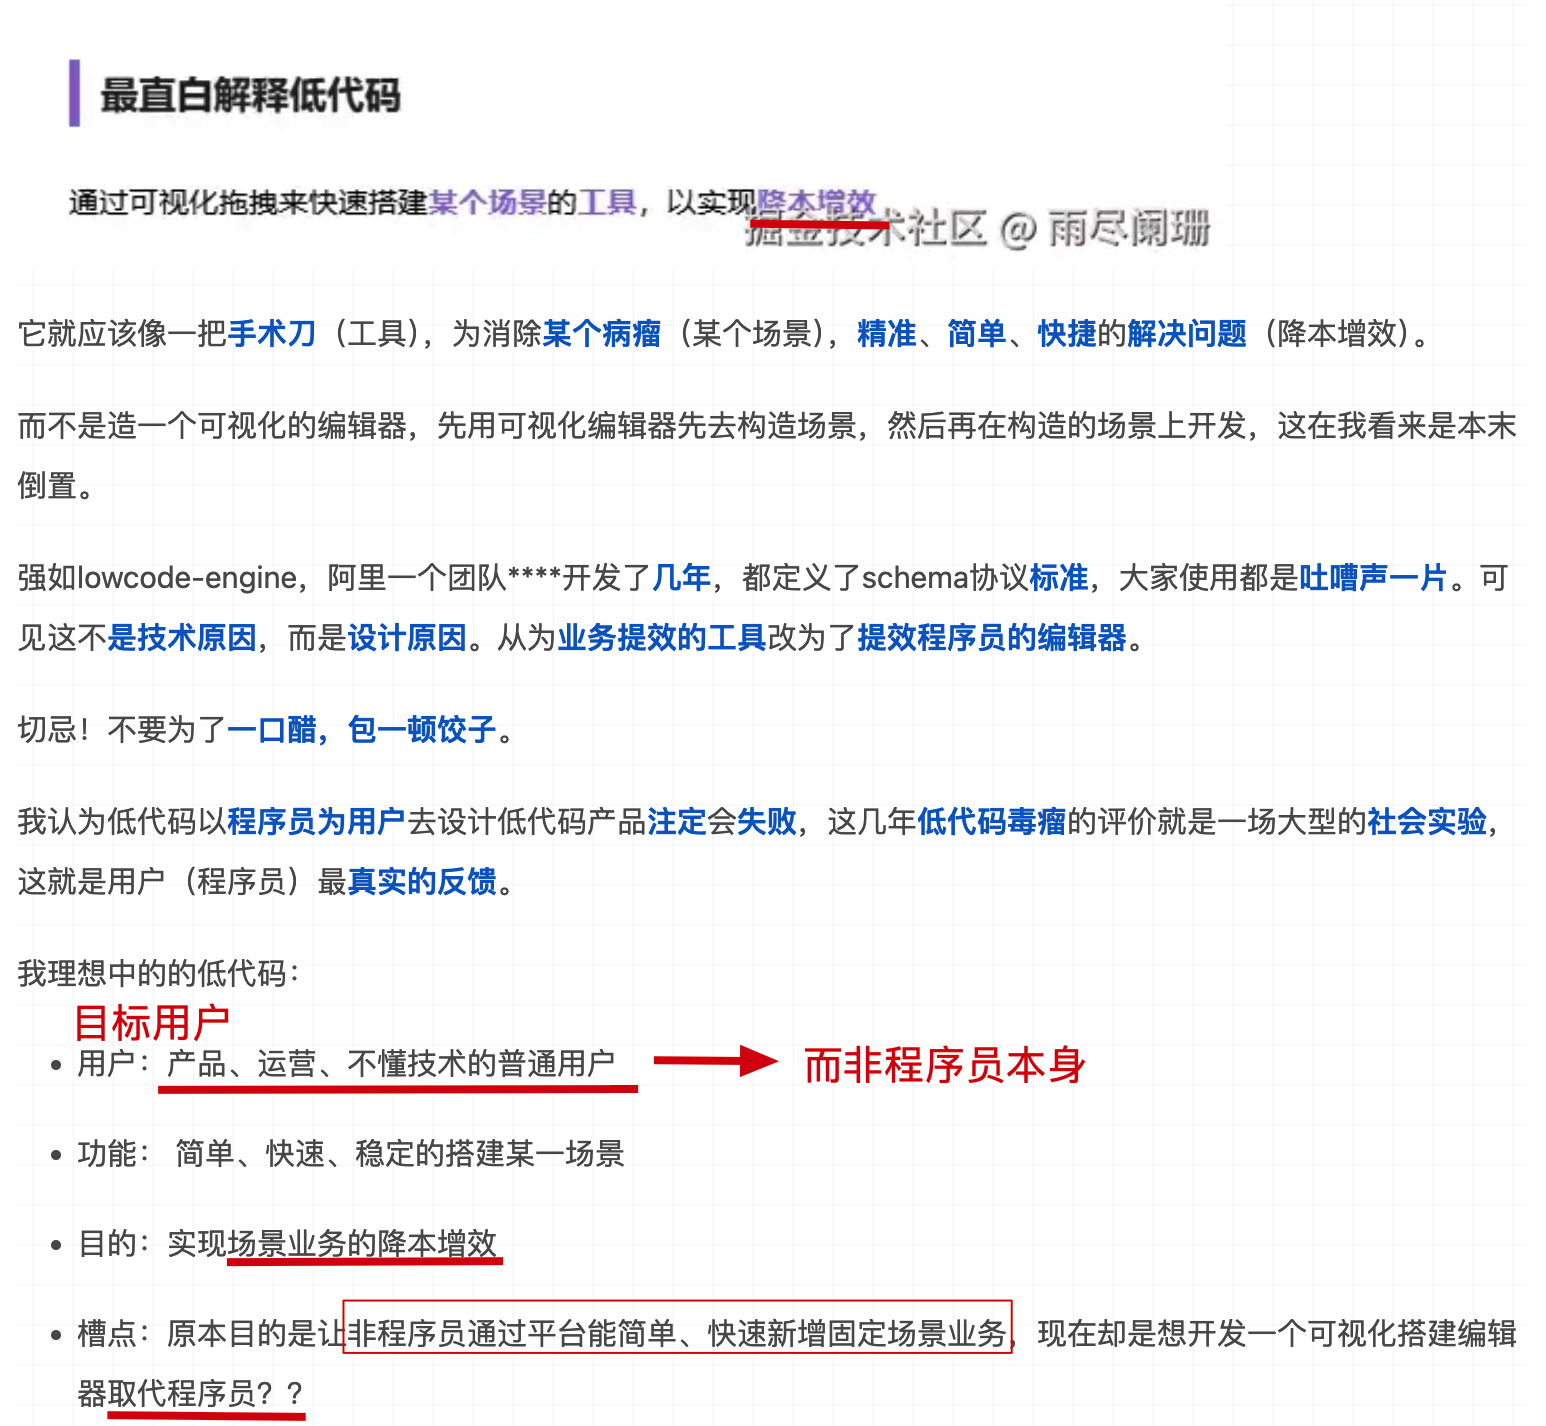 最直白解释低代码
通过可视化拖拽来快速搭建某个场景的工具，以实现降本增效
掘金技术社区 @ 雨尽阑珊
它就应该像一把手术刀（工具），为消除某个病瘤（某个场景），精准、简单、快捷的解决问题（降本增效）。
而不是造一个可视化的编辑器，先用可视化编辑器先去构造场景，然后再在构造的场景上开发，这在我看来是本末
倒置。
强如lowcode-engine，阿里一个团队****开发了几年，都定义了schema协议标准，大家使用都是吐嘈声一片。可
见这不是技术原因，而是设计原因。从为业务提效的工具改为了提效程序员的编辑器。
切忌！不要为了一口醋，包一顿饺子。
我认为低代码以程序员为用户去设计低代码产品注定会失败，这几年低代码毒瘤的评价就是一场大型的社会实验，
这就是用户（程序员）最真实的反馈。
我理想中的的低代码：
目标用户
• 用户：产品、运营、不懂技术的普通用户
而非程序员本身
• 功能： 简单、快速、稳定的搭建某一场景
• 目的：实现场景业务的降本增效
• 槽点：原本目的是让非程序员通过平台能简单、快速新增固定场景业务，现在却是想开发一个可视化搭建编辑
器取代程序员？？